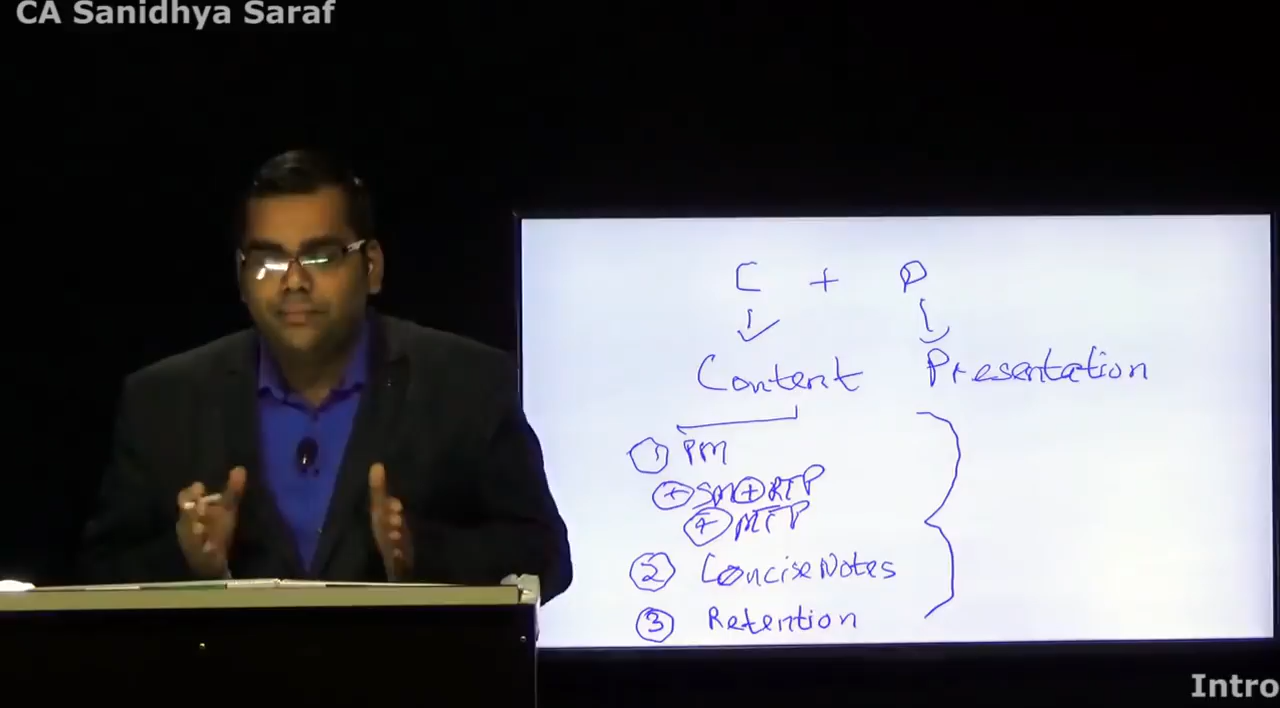 CA Sanidhya Saraf
C + P
Content Presentation
1 PM
+ SM + RTP
+ MTP
2 Concise Notes
3 Retention
Intro